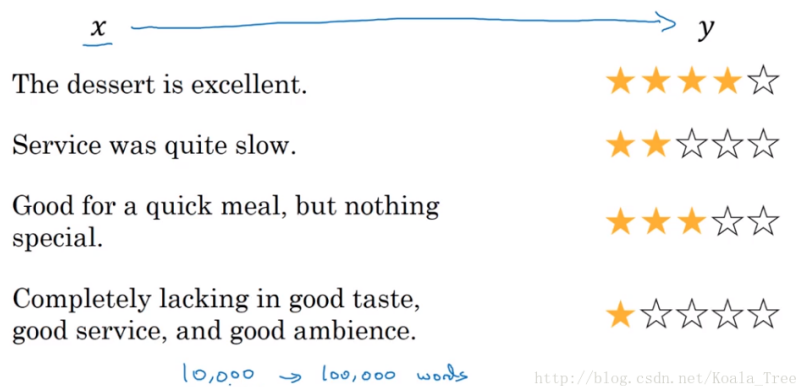 x y
The dessert is excellent.
Service was quite slow.
Good for a quick meal, but nothing
special.
Completely lacking in good taste,
good service, and good ambience.
10,000 → 100,000 words
http://blog.csdn.net/Koala_Tree